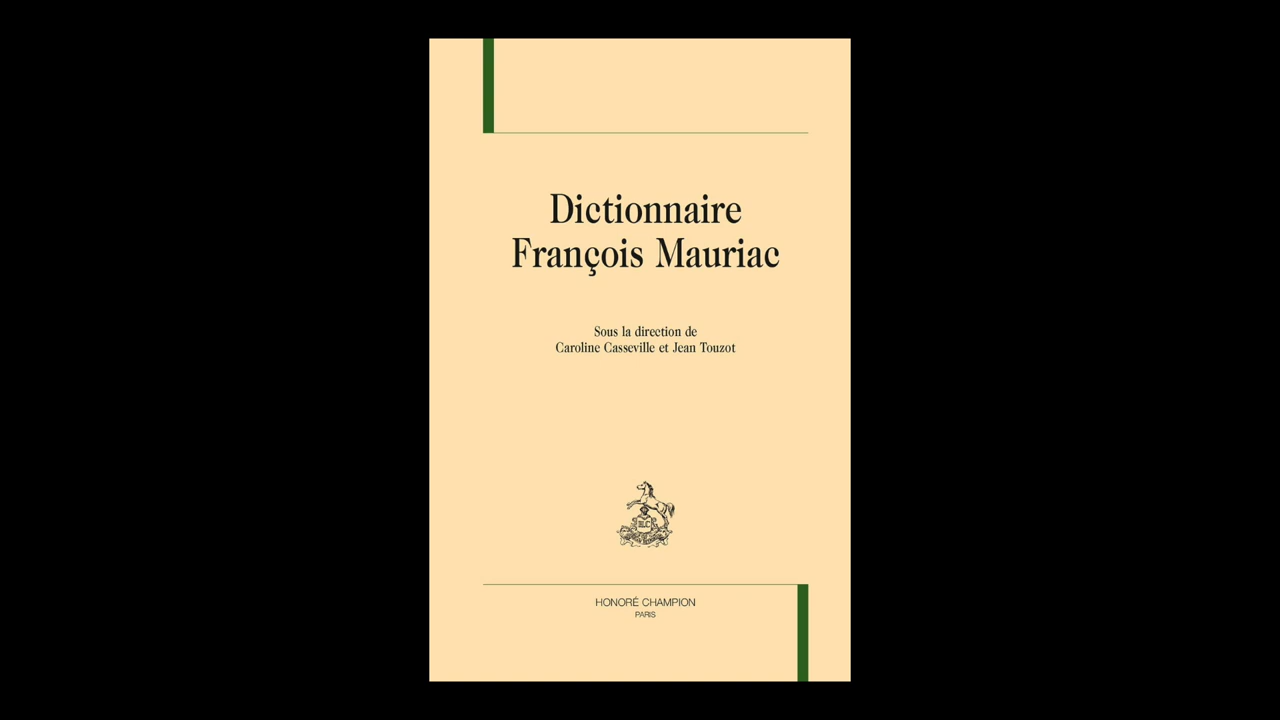 Dictionnaire
François Mauriac
Sous la direction de
Caroline Casseville et Jean Touzot
HONORÉ CHAMPION
PARIS